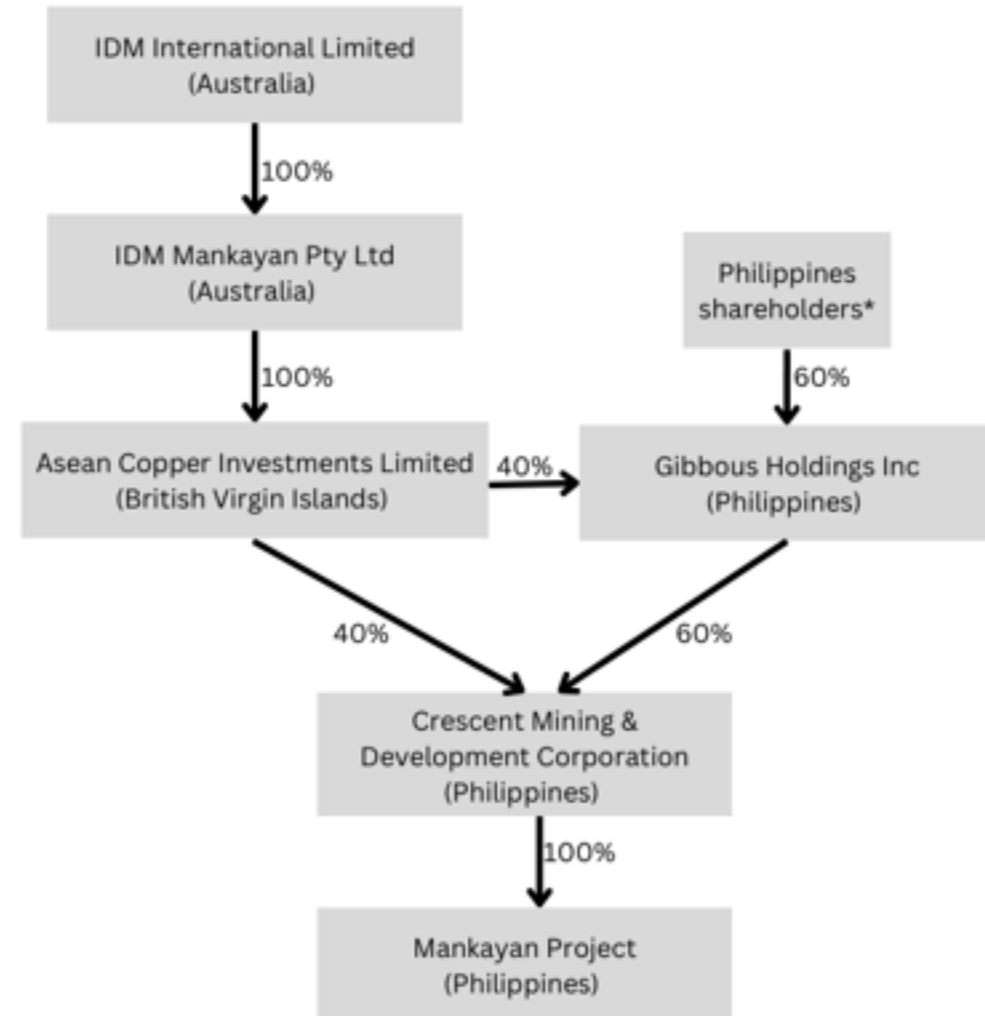 IDM International Limited
(Australia)
100%
IDM Mankayan Pty Ltd
(Australia)
Philippines
shareholders*
100%
60%
Asean Copper Investments Limited
(British Virgin Islands)
40%
Gibbous Holdings Inc
(Philippines)
40%
60%
Crescent Mining &
Development Corporation
(Philippines)
100%
Mankayan Project
(Philippines)